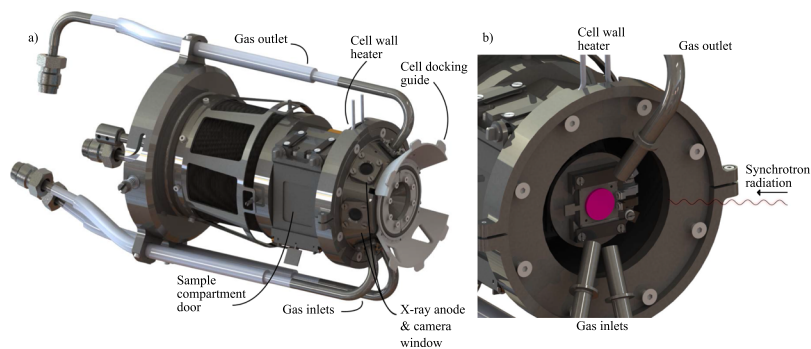 a)
Gas outlet
Cell wall
heater
Cell docking
guide
Sample
compartment
door
Gas inlets
X-ray anode
& camera
window
b)
Cell wall
heater
Gas outlet
Synchrotron
radiation
Gas inlets